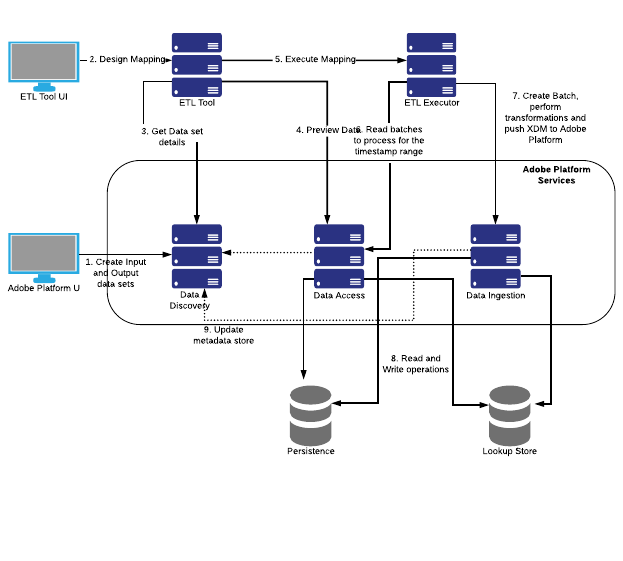 2. Design Mapping
5. Execute Mapping
ETL Tool UI
ETL Tool
ETL Executor
7. Create Batch,
perform
transformations and
push XDM to Adobe
Platform
3. Get Data set
details
4. Preview Data
6. Read batches
to process for the
timestamp range
Adobe Platform
Services
Adobe Platform U
1. Create Input
and Output
data sets
Data
Discovery
Data Access
Data Ingestion
9. Update
metadata store
8. Read and
Write operations
Persistence
Lookup Store